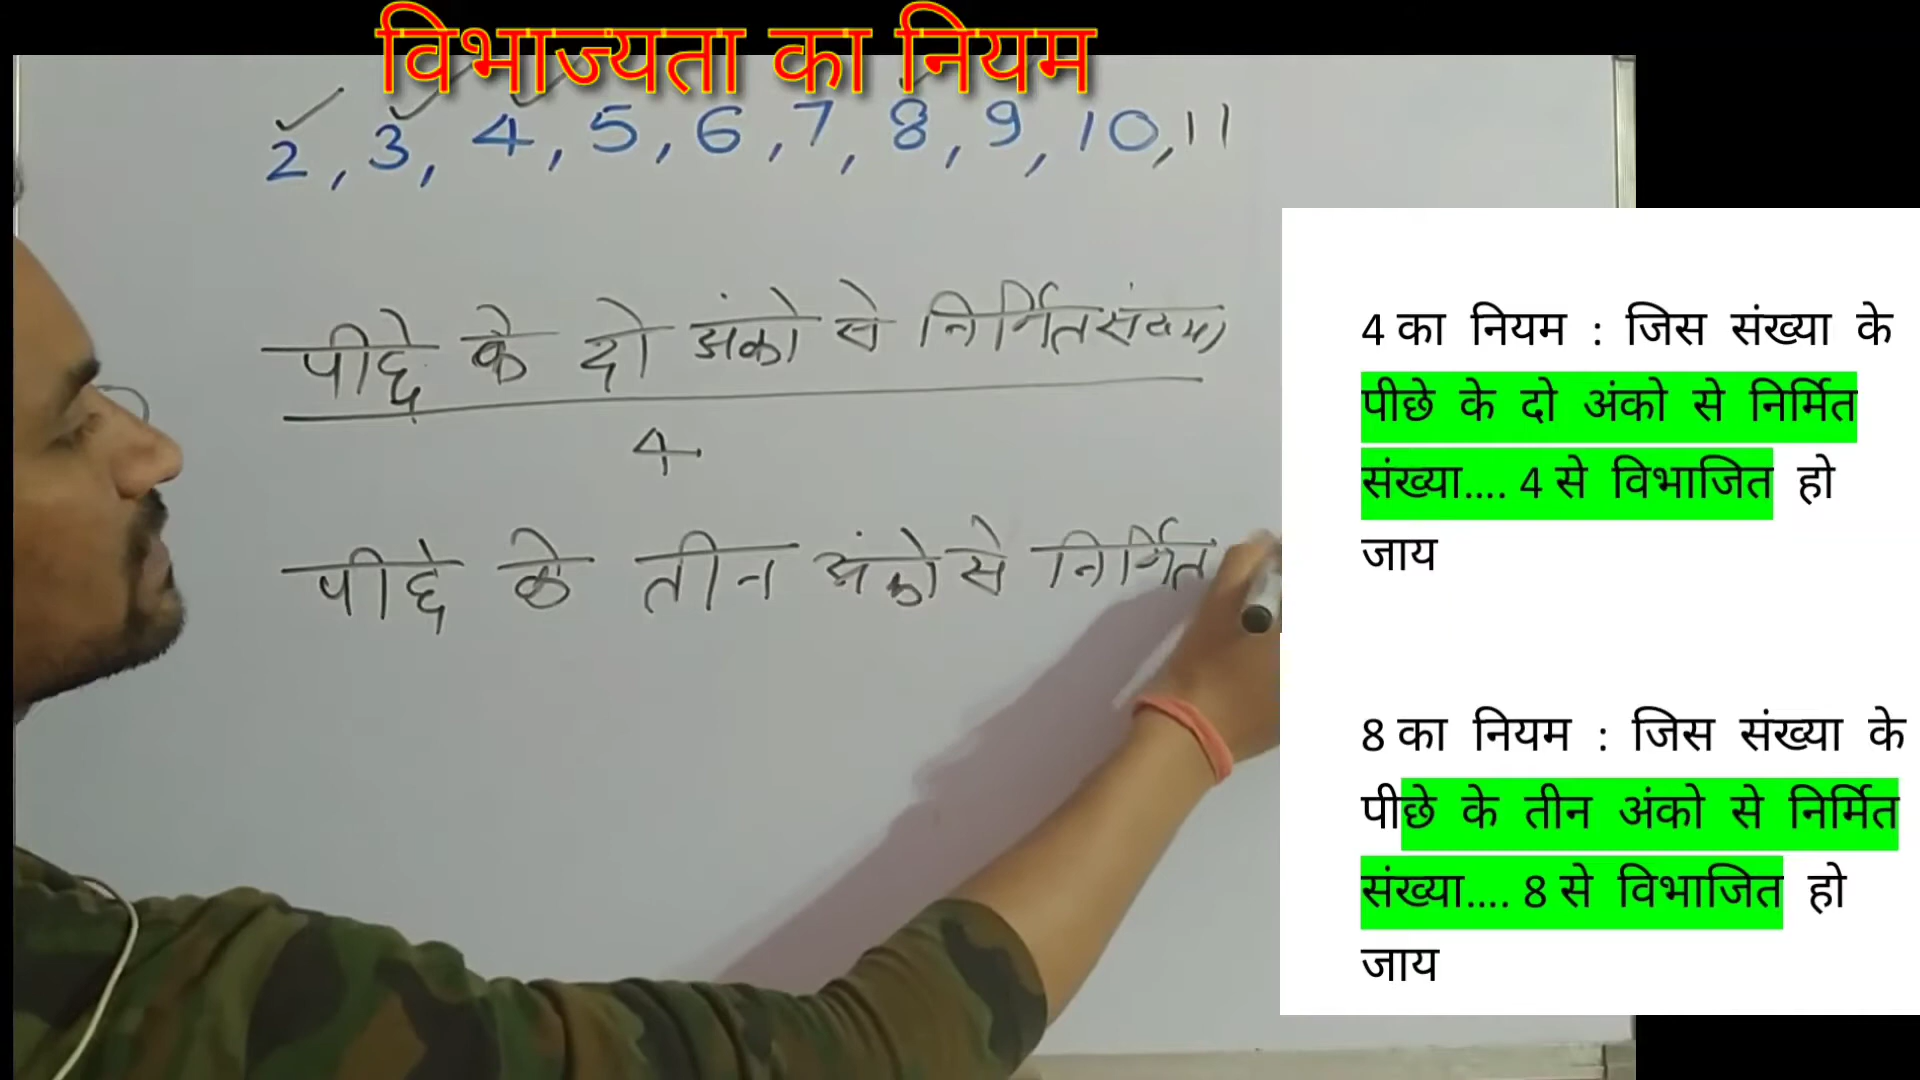 विभाज्यता का नियम
2, 3, 4, 5, 6, 7, 8, 9, 10, 11
पीछे के दो अंको से निर्मित संख्या
4
पीछे के तीन अंको से निर्मित
4 का नियम : जिस संख्या के
पीछे के दो अंको से निर्मित
संख्या.... 4 से विभाजित हो
जाय
8 का नियम : जिस संख्या के
पीछे के तीन अंको से निर्मित
संख्या.... 8 से विभाजित हो
जाय